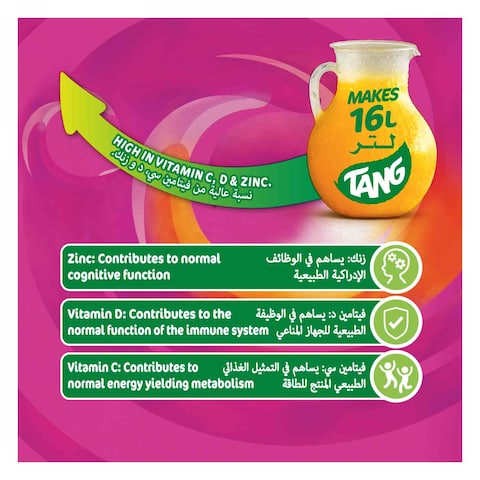 MAKES
16L
لتر
TANG
HIGH IN VITAMIN C, D & ZINC.
نسبة عالية من فيتامين سي، د و زنك.
Zinc: Contributes to normal
cognitive function
زنك: يساهم في الوظائف
الإدراكية الطبيعية
Vitamin D: Contributes to the
normal function of the immune system
فيتامين د: يساهم في الوظيفة
الطبيعية للجهاز المناعي
Vitamin C: Contributes to
normal energy yielding metabolism
فيتامين سي: يساهم في التمثيل الغذائي
الطبيعي المنتج للطاقة